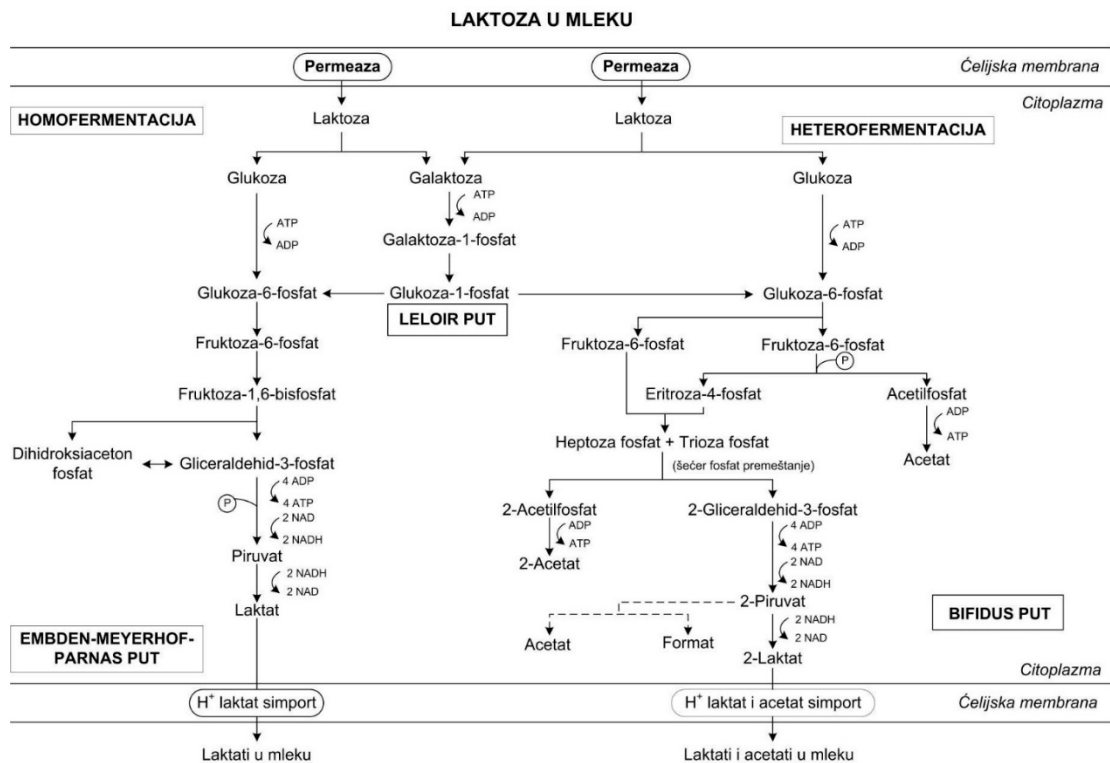 LAKTOZA U MLEKU
Permeaza
Permeaza
Ćelijska membrana
Citoplazma
HOMOFERMENTACIJA
Laktoza
Laktoza
HETEROFERMENTACIJA
Glukoza
Galaktoza
Glukoza
ATP
ADP
ATP
ADP
ATP
ADP
Galaktoza-1-fosfat
Glukoza-6-fosfat
Glukoza-1-fosfat
Glukoza-6-fosfat
LELOIR PUT
Fruktoza-6-fosfat
Fruktoza-6-fosfat
Fruktoza-6-fosfat
P
Fruktoza-1,6-bisfosfat
Eritroza-4-fosfat
Acetilfosfat
ADP
ATP
Acetat
Dihidroksiaceton
fosfat
Gliceraldehid-3-fosfat
Heptoza fosfat + Trioza fosfat
(šećer fosfat premeštanje)
P
4 ADP
4 ATP
2 NAD
2 NADH
2-Acetilfosfat
2-Gliceraldehid-3-fosfat
ADP
ATP
4 ADP
4 ATP
2 NAD
2 NADH
Piruvat
2-Acetat
2 NADH
2 NAD
Laktat
2-Piruvat
2 NADH
2 NAD
BIFIDUS PUT
Acetat
Format
2-Laktat
EMBDEN-MEYERHOF-
PARNAS PUT
Citoplazma
H+ laktat simport
H+ laktat i acetat simport
Ćelijska membrana
Laktati u mleku
Laktati i acetati u mleku